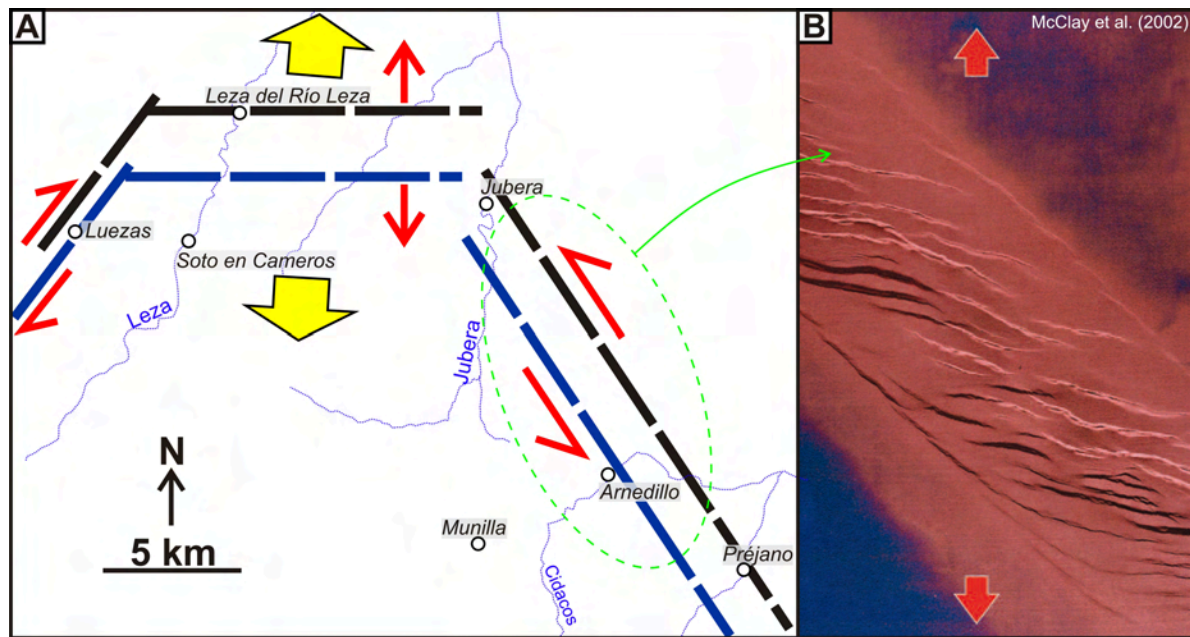 A
Leza del Río Leza
Jubera
Luezas
Soto en Cameros
Leza
Jubera
N
5 km
Arnedillo
Munilla
Préjano
Cidacos
B
McClay et al. (2002)